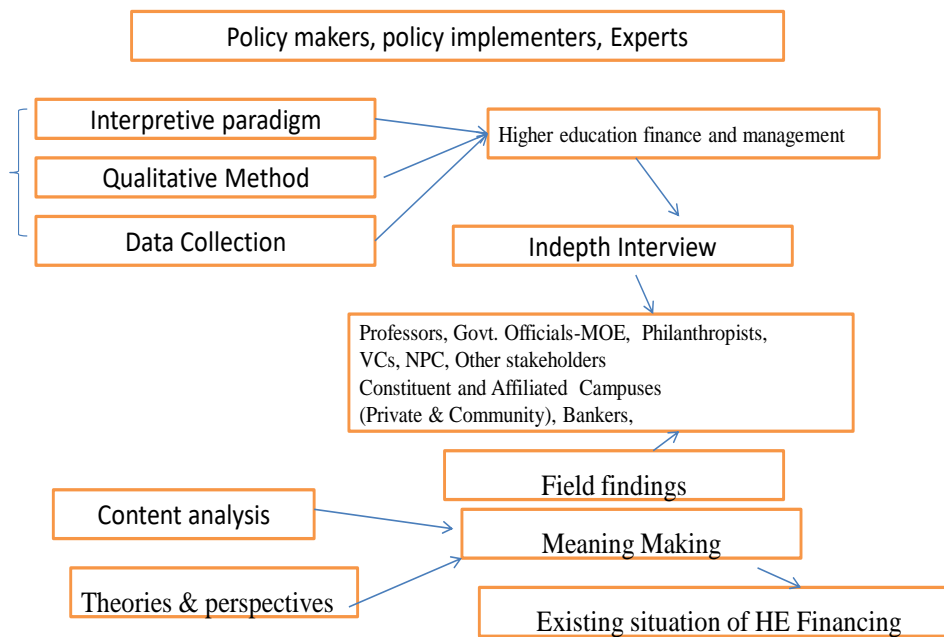 Policy makers, policy implementers, Experts
Interpretive paradigm
Higher education finance and management
Qualitative Method
Data Collection
Indepth Interview
Professors, Govt. Officials-MOE, Philanthropists,
VCs, NPC, Other stakeholders
Constituent and Affiliated Campuses
(Private & Community), Bankers,
Field findings
Content analysis
Meaning Making
Theories & perspectives
Existing situation of HE Financing